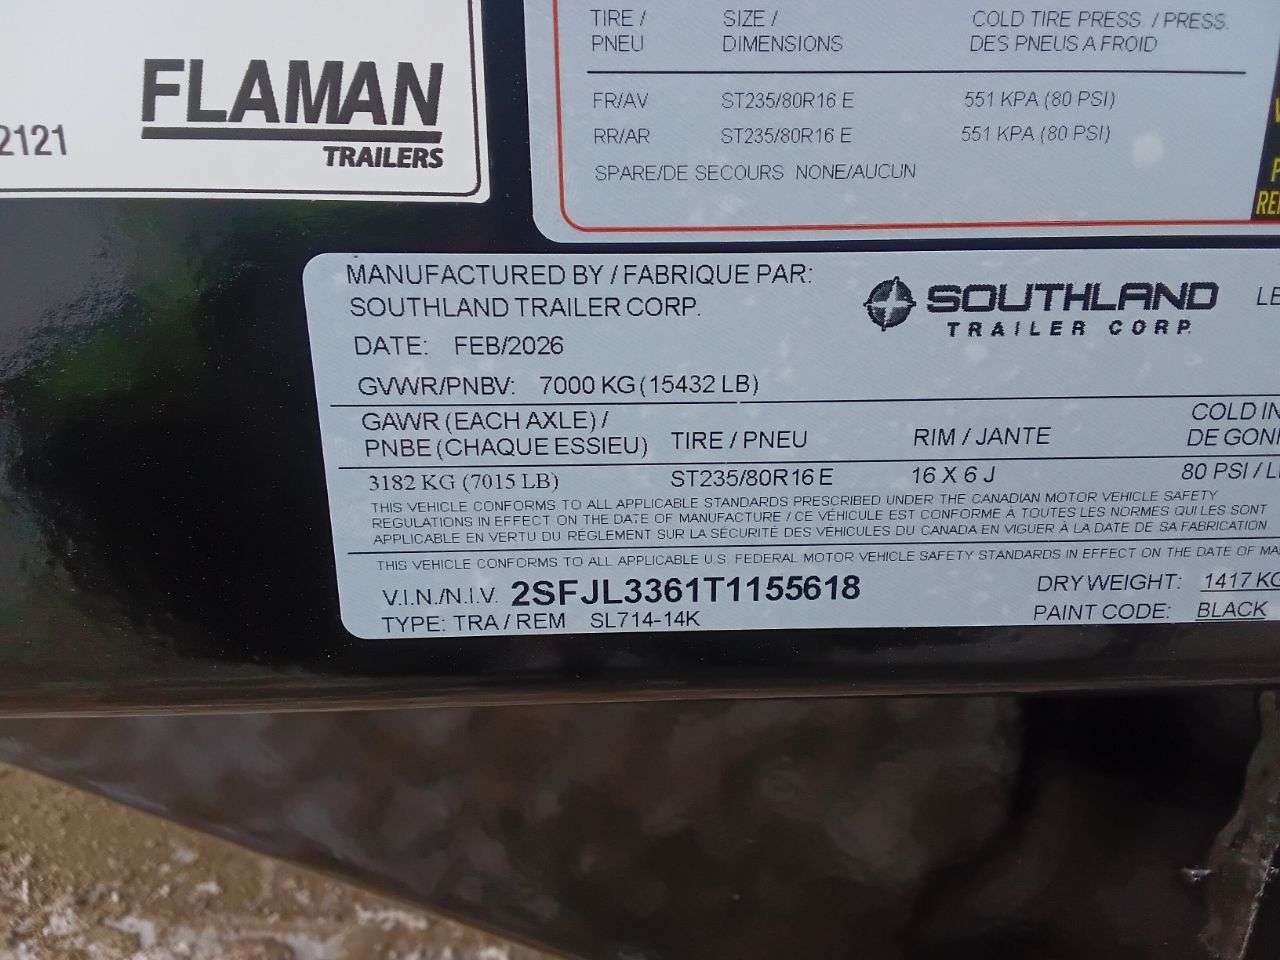 2121
FLAMAN
TRAILERS
TIRE / SIZE / COLD TIRE PRESS. / PRESS.
PNEU DIMENSIONS DES PNEUS A FROID
FR/AV ST235/80R16 E 551 KPA (80 PSI)
RR/AR ST235/80R16 E 551 KPA (80 PSI)
SPARE/DE SECOURS NONE/AUCUN
MANUFACTURED BY / FABRIQUE PAR:
SOUTHLAND TRAILER CORP.
SOUTHLAND
TRAILER CORP.
DATE: FEB/2026
GVWR/PNBV: 7000 KG (15432 LB)
GAWR (EACH AXLE) / COLD IN
PNBE (CHAQUE ESSIEU) TIRE / PNEU RIM / JANTE DE GON
3182 KG (7015 LB) ST235/80R16 E 16 X 6 J 80 PSI / L
THIS VEHICLE CONFORMS TO ALL APPLICABLE STANDARDS PRESCRIBED UNDER THE CANADIAN MOTOR VEHICLE SAFETY
REGULATIONS IN EFFECT ON THE DATE OF MANUFACTURE / CE VÉHICULE EST CONFORME À TOUTES LES NORMES QUI LES SONT
APPLICABLE EN VERTU DU RÈGLEMENT SUR LA SÉCURITÉ DES VÉHICULES DU CANADA EN VIGUER À LA DATE DE SA FABRICATION
THIS VEHICLE CONFORMS TO ALL APPLICABLE U.S. FEDERAL MOTOR VEHICLE SAFETY STANDARDS IN EFFECT ON THE DATE OF MA
V.I.N./N.I.V. 2SFJL3361T1155618 DRY WEIGHT: 1417 KG
TYPE: TRA / REM SL714-14K PAINT CODE: BLACK